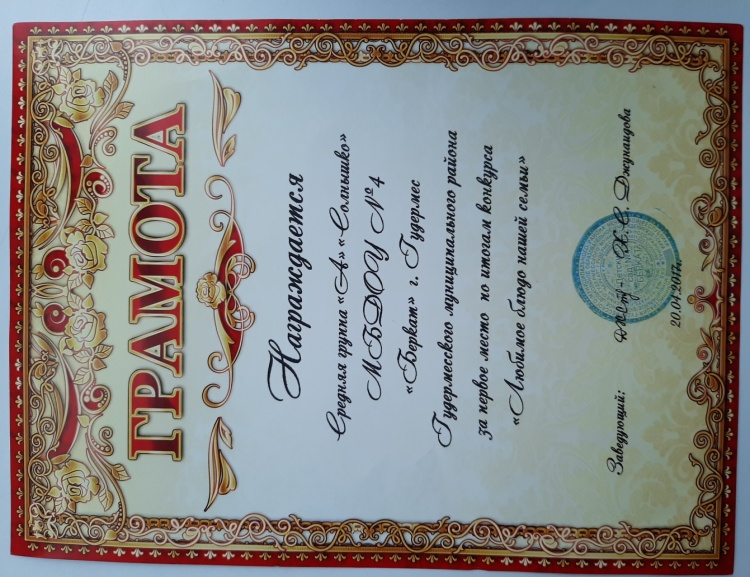 ГРАМОТА
Награждается
Средняя группа «А» «Солнышко»
МБДОУ №4
«Беркат» г. Гудермес
Гудермесского муниципального района
за первое место по итогам конкурса
«Любимое блюдо нашей семьи»
Заведующий: Х.С. Джунаидова
20.04.2017г.